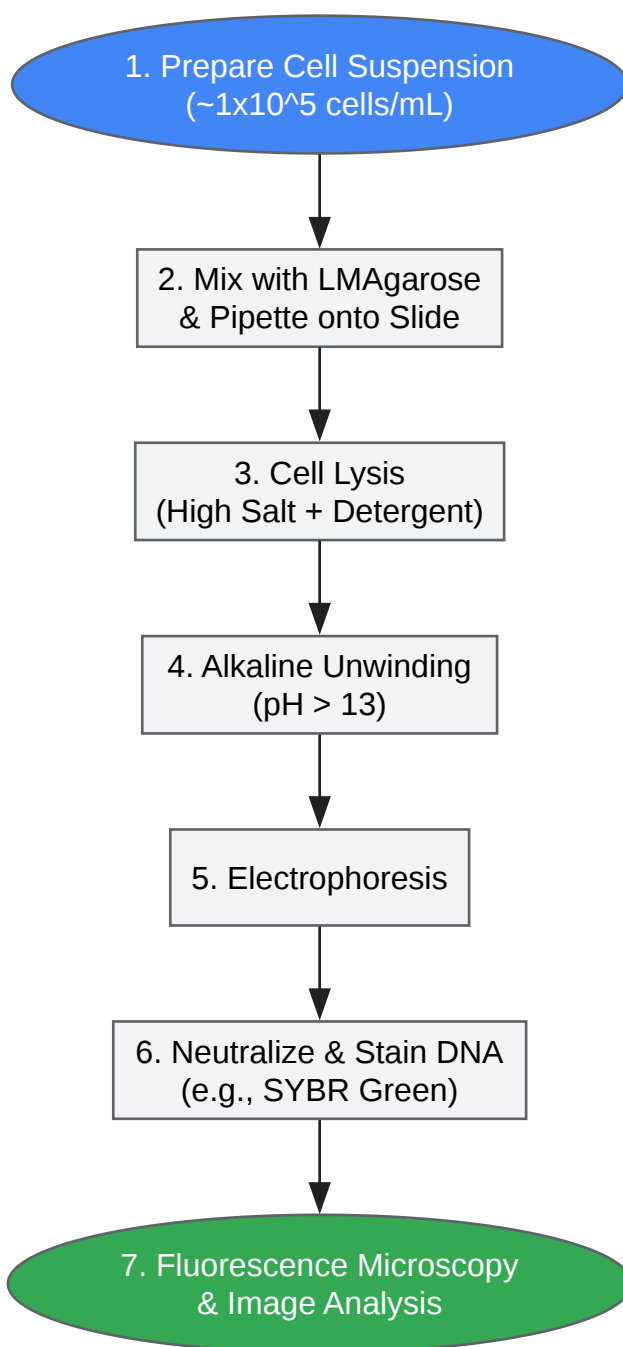 1. Prepare Cell Suspension
(~1x10^5 cells/mL)
2. Mix with LMAgarose
& Pipette onto Slide
3. Cell Lysis
(High Salt + Detergent)
4. Alkaline Unwinding
(pH > 13)
5. Electrophoresis
6. Neutralize & Stain DNA
(e.g., SYBR Green)
7. Fluorescence Microscopy
& Image Analysis